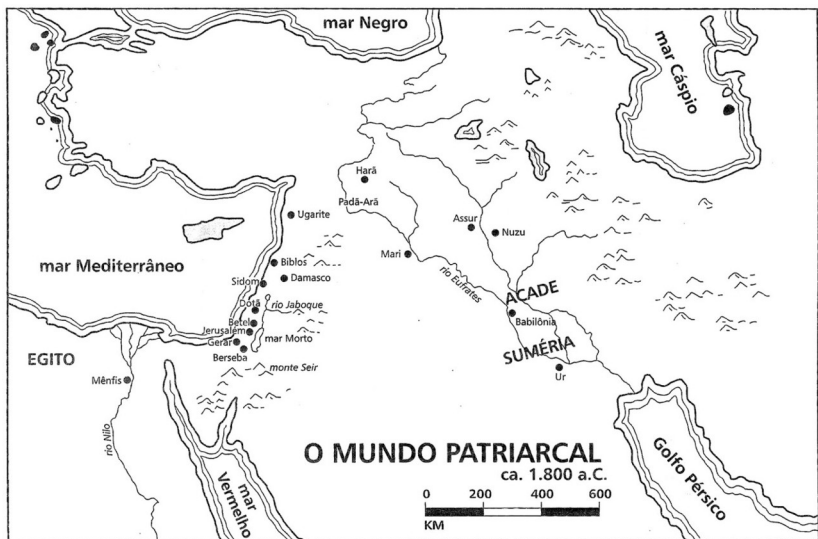 mar Negro
mar Cáspio
Harã
Padã-Arã
Ugarite
Assur
Nuzu
Mari
mar Mediterrâneo
Biblos
Damasco
Sidom
rio Eufrates
ACADE
Dotã
rio Jaboque
Babilônia
Betel
Jerusalém
mar Morto
Gerar
SUMÉRIA
Berseba
EGITO
monte Seir
Ur
Mênfis
rio Nilo
mar
Vermelho
Golfo Pérsico
O MUNDO PATRIARCAL
ca. 1.800 a.C.
0 200 400 600
KM